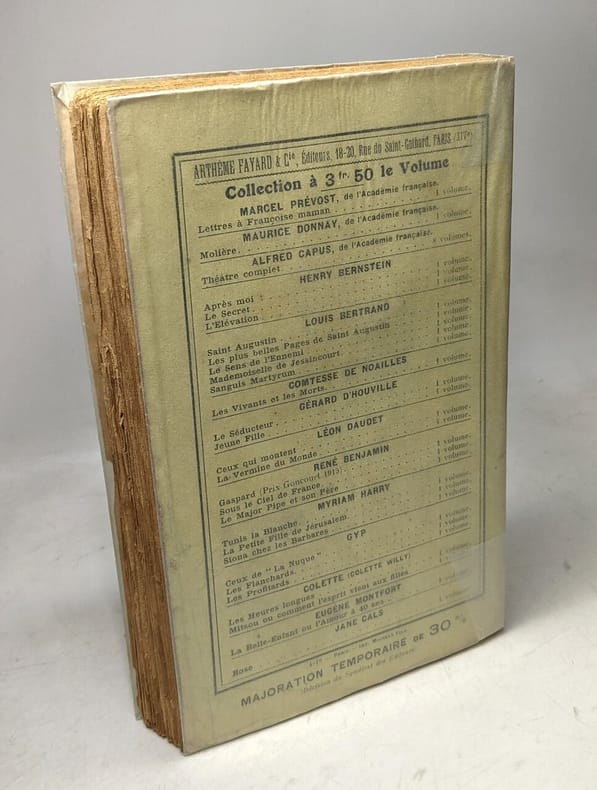 ARTHÈME FAYARD & Cie, Éditeurs, 18-20, Rue du Saint-Gothard, PARIS (XIVe)
Collection à 3 fr. 50 le Volume
MARCEL PRÉVOST, de l'Académie française.
Lettres à Françoise maman 1 volume.
MAURICE DONNAY, de l'Académie française.
Molière 1 volume.
ALFRED CAPUS, de l'Académie française.
Théâtre complet 8 volumes.
HENRY BERNSTEIN
Après moi 1 volume.
Le Secret 1 volume.
L'Elévation 1 volume.
LOUIS BERTRAND
Saint Augustin 1 volume.
Les plus belles Pages de Saint Augustin 1 volume.
Le Sens de l'Ennemi 1 volume.
Mademoiselle de Jessincourt 1 volume.
Sanguis Martyrum 1 volume.
COMTESSE DE NOAILLES
Les Vivants et les Morts 1 volume.
GÉRARD D'HOUVILLE
Le Séducteur 1 volume.
Jeune Fille 1 volume.
LÉON DAUDET
Ceux qui montent 1 volume.
La Vermine du Monde 1 volume.
RENÉ BENJAMIN
Gaspard (Prix Goncourt 1915) 1 volume.
Sous le Ciel de France 1 volume.
Le Major Pipe et son Père 1 volume.
MYRIAM HARRY
Tunis la Blanche 1 volume.
La Petite Fille de Jérusalem 1 volume.
Siona chez les Barbares 1 volume.
GYP
Ceux de "La Nuque" 1 volume.
Les Flanchards 1 volume.
Les Profitards 1 volume.
COLETTE (COLETTE WILLY)
Les Heures longues 1 volume.
Mitsou ou comment l'esprit vient aux filles 1 volume.
EUGÈNE MONTFORT
La Belle-Enfant ou l'Amour à 40 ans 1 volume.
JANE CALS
Rose
PARIS
MAJORATION TEMPORAIRE DE 30 %
(Décision du Syndicat des Éditeurs)